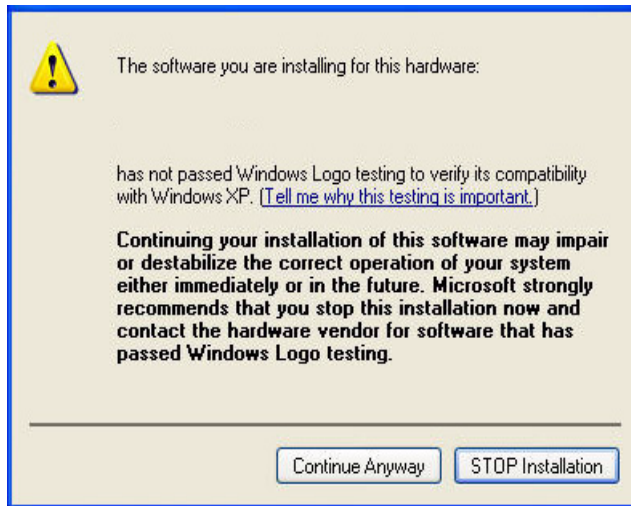 The software you are installing for this hardware:
has not passed Windows Logo testing to verify its compatibility
with Windows XP. (Tell me why this testing is important.)
Continuing your installation of this software may impair
or destabilize the correct operation of your system
either immediately or in the future. Microsoft strongly
recommends that you stop this installation now and
contact the hardware vendor for software that has
passed Windows Logo testing.
Continue Anyway
STOP Installation